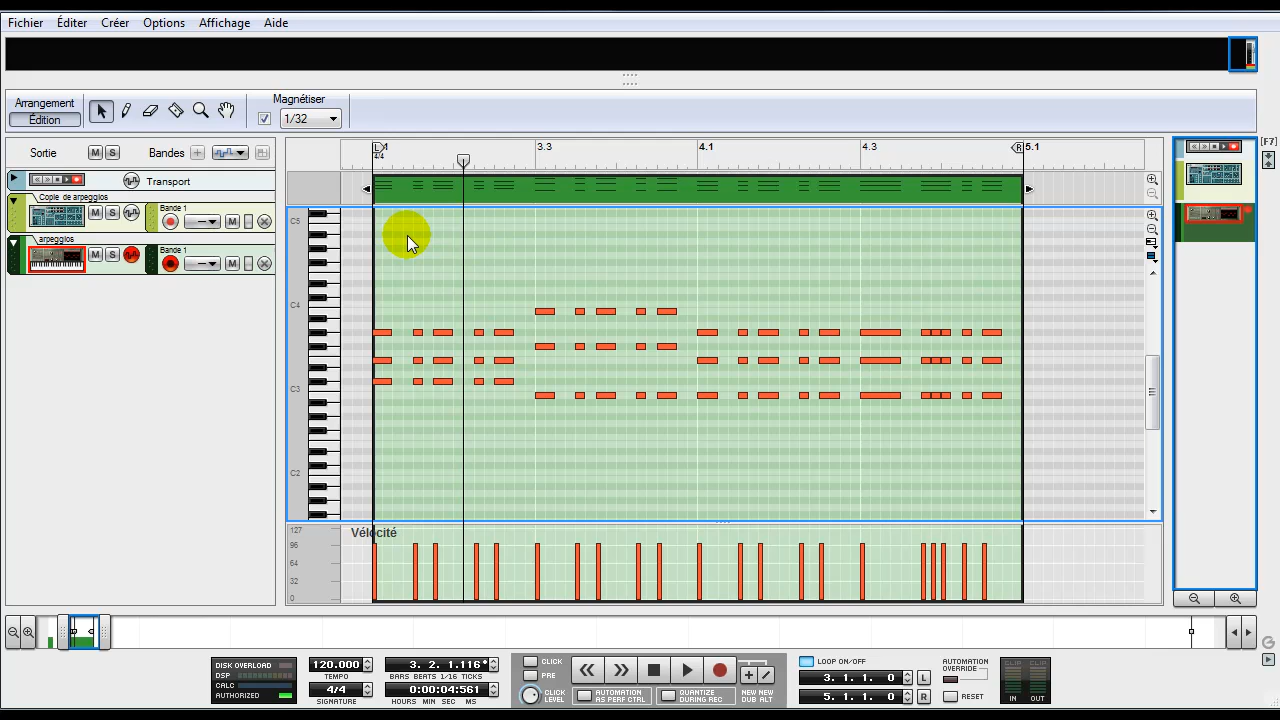 Fichier Éditer Créer Options Affichage Aide
Arrangement
Édition
Magnétiser
1/32
[F7]
Sortie M S Bandes
3.3 4.1 4.3 5.1
L R
4/4
Transport
Copie de arpeggios
M S Bande 1 M
arpeggios
M S Bande 1 M
C5
C4
C3
C2
Vélocité
127
96
64
32
0
DISK OVERLOAD
DSP
CALC
AUTHORIZED
120.000
TEMPO
4/4
SIGNATURE
3. 2. 1.116*
BARS BEATS 1/16 TICKS
0:00:04:561
HOURS MIN SEC MS
CLICK
PRE
CLICK LEVEL
AUTOMATION AS PERF CTRL
QUANTIZE DURING REC
NEW DUB NEW ALT
LOOP ON/OFF
3. 1. 1. 0 L
5. 1. 1. 0 R
AUTOMATION OVERRIDE
RESET
CLIP CLIP
IN OUT